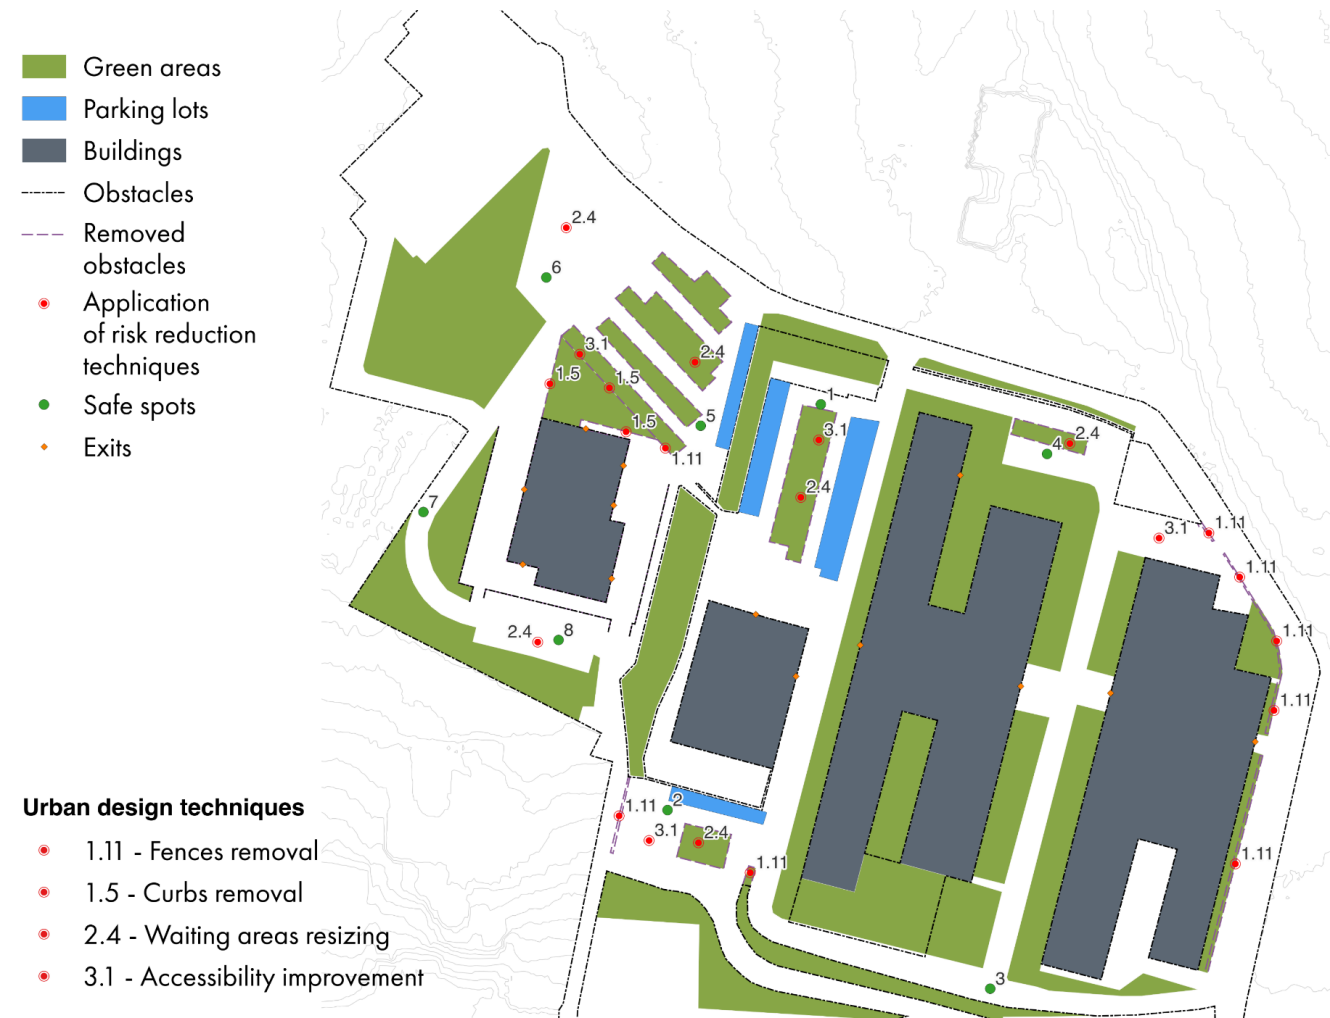 Green areas
Parking lots
Buildings
Obstacles
Removed
obstacles
Application
of risk reduction
techniques
Safe spots
Exits
Urban design techniques
1.11 - Fences removal
1.5 - Curbs removal
2.4 - Waiting areas resizing
3.1 - Accessibility improvement
2.4
6
3.1
2.4
1.5
1.5
1
5
1.5
3.1
2.4
4
1.11
2.4
7
1.11
3.1
1.11
2.4
8
1.11
1.11
2
1.11
3.1
2.4
1.11
1.11
3